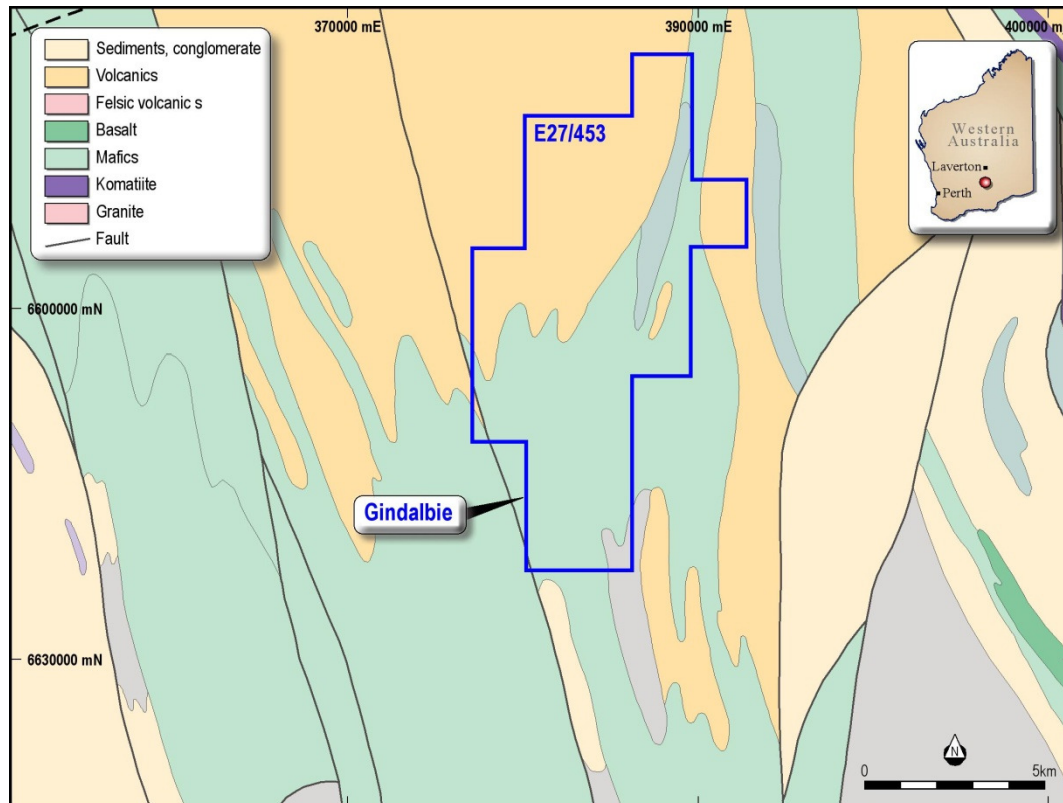 370000 mE
390000 mE
400000 m
Sediments, conglomerate
Volcanics
Felsic volcanic s
Basalt
Mafics
Komatiite
Granite
Fault
E27/453
Western
Australia
Laverton
Perth
6600000 mN
Gindalbie
6630000 mN
N
0
5km